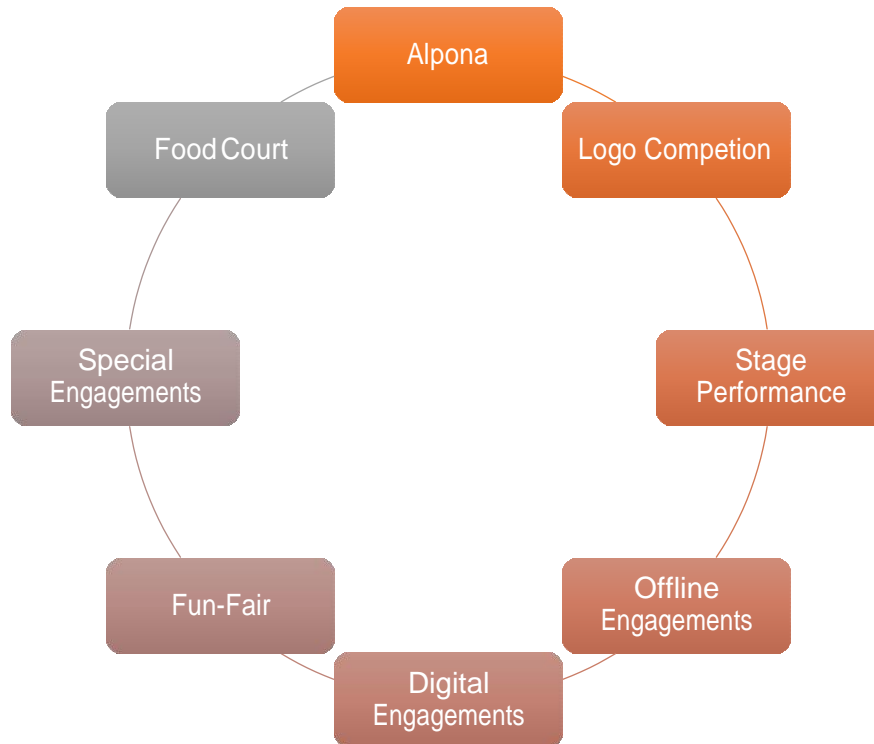 Alpona
Logo Competion
Stage
Performance
Offline
Engagements
Digital
Engagements
Fun-Fair
Special
Engagements
Food Court